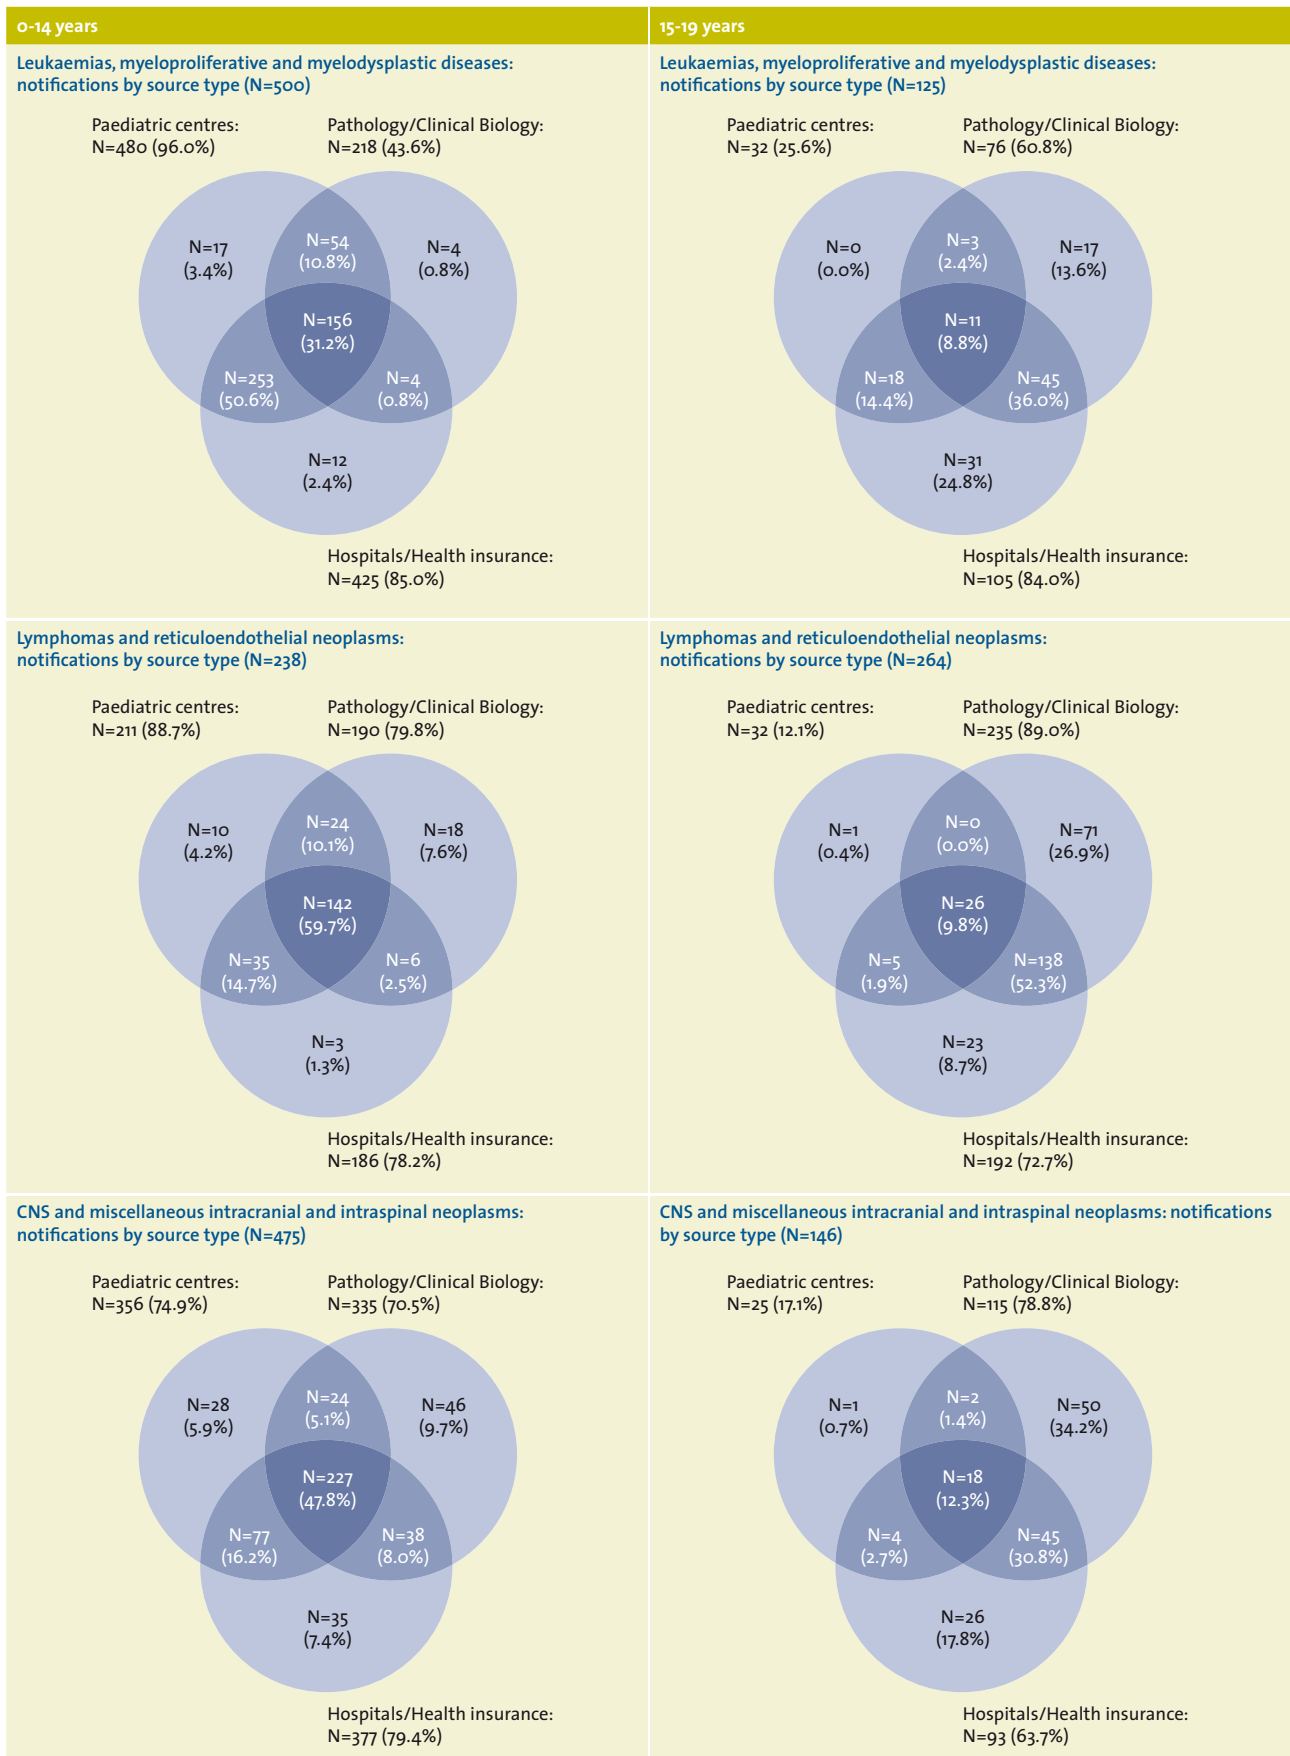 0-14 years
15-19 years
Leukaemias, myeloproliferative and myelodysplastic diseases:
notifications by source type (N=500)
Paediatric centres:
N=480 (96.0%)
Pathology/Clinical Biology:
N=218 (43.6%)
N=17
(3.4%)
N=54
(10.8%)
N=4
(0.8%)
N=156
(31.2%)
N=253
(50.6%)
N=4
(0.8%)
N=12
(2.4%)
Hospitals/Health insurance:
N=425 (85.0%)
Leukaemias, myeloproliferative and myelodysplastic diseases:
notifications by source type (N=125)
Paediatric centres:
N=32 (25.6%)
Pathology/Clinical Biology:
N=76 (60.8%)
N=0
(0.0%)
N=3
(2.4%)
N=17
(13.6%)
N=11
(8.8%)
N=18
(14.4%)
N=45
(36.0%)
N=31
(24.8%)
Hospitals/Health insurance:
N=105 (84.0%)
Lymphomas and reticuloendothelial neoplasms:
notifications by source type (N=238)
Paediatric centres:
N=211 (88.7%)
Pathology/Clinical Biology:
N=190 (79.8%)
N=10
(4.2%)
N=24
(10.1%)
N=18
(7.6%)
N=142
(59.7%)
N=35
(14.7%)
N=6
(2.5%)
N=3
(1.3%)
Hospitals/Health insurance:
N=186 (78.2%)
Lymphomas and reticuloendothelial neoplasms:
notifications by source type (N=264)
Paediatric centres:
N=32 (12.1%)
Pathology/Clinical Biology:
N=235 (89.0%)
N=1
(0.4%)
N=0
(0.0%)
N=71
(26.9%)
N=26
(9.8%)
N=5
(1.9%)
N=138
(52.3%)
N=23
(8.7%)
Hospitals/Health insurance:
N=192 (72.7%)
CNS and miscellaneous intracranial and intraspinal neoplasms:
notifications by source type (N=475)
Paediatric centres:
N=356 (74.9%)
Pathology/Clinical Biology:
N=335 (70.5%)
N=28
(5.9%)
N=24
(5.1%)
N=46
(9.7%)
N=227
(47.8%)
N=77
(16.2%)
N=38
(8.0%)
N=35
(7.4%)
Hospitals/Health insurance:
N=377 (79.4%)
CNS and miscellaneous intracranial and intraspinal neoplasms: notifications
by source type (N=146)
Paediatric centres:
N=25 (17.1%)
Pathology/Clinical Biology:
N=115 (78.8%)
N=1
(0.7%)
N=2
(1.4%)
N=50
(34.2%)
N=18
(12.3%)
N=4
(2.7%)
N=45
(30.8%)
N=26
(17.8%)
Hospitals/Health insurance:
N=93 (63.7%)